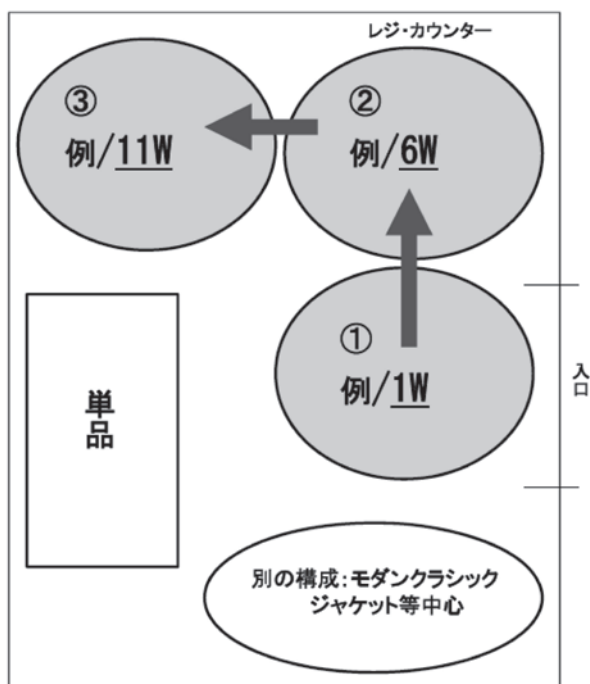 レジ・カウンター
③
例/11W
②
例/6W
①
例/1W
入口
単品
別の構成：モダンクラシック
ジャケット等中心